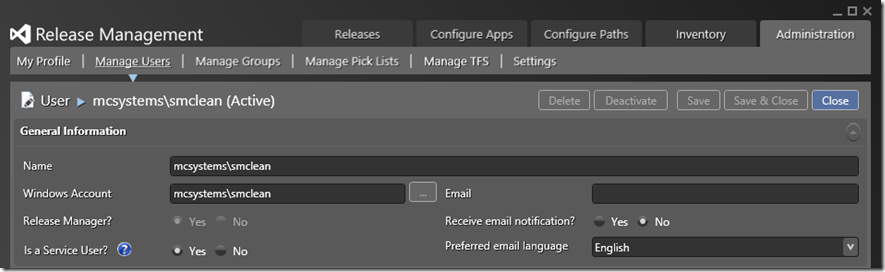 Release Management Releases Configure Apps Configure Paths Inventory Administration
My Profile | Manage Users | Manage Groups | Manage Pick Lists | Manage TFS | Settings
User mcsystems\smclean (Active) Delete Deactivate Save Save & Close Close
General Information
Name mcsystems\smclean
Windows Account mcsystems\smclean ... Email
Release Manager? Yes No Receive email notification? Yes No
Is a Service User? ? Yes No Preferred email language English